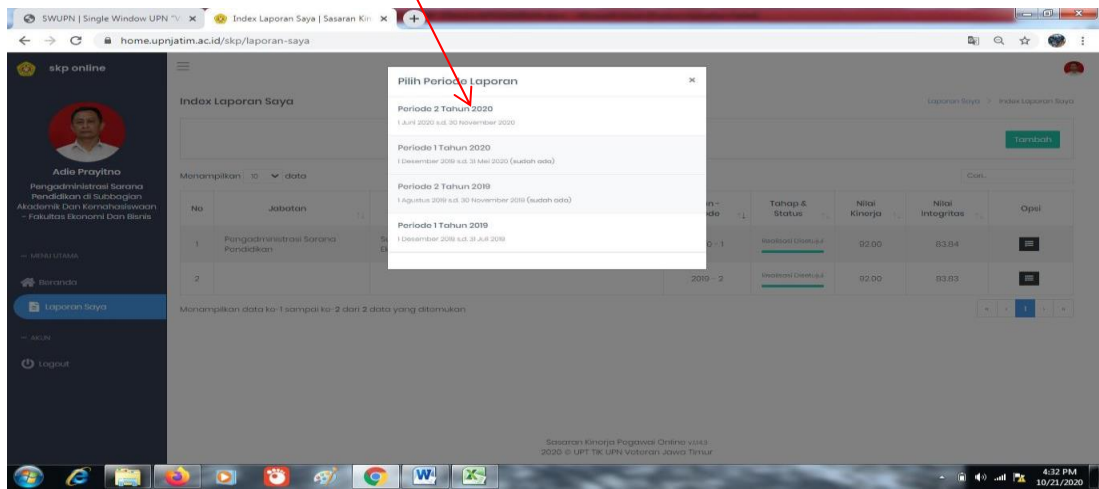 SWUPN | Single Window UPN "V
Index Laporan Saya | Sasaran Kin
home.upnjatim.ac.id/skp/laporan-saya
skp online
Adie Prayitno
Pengadministrasi Sarana
Pendidikan di Subbagian
Akademik Dan Kemahasiswaan
- Fakultas Ekonomi Dan Bisnis
MENU UTAMA
Beranda
Laporan Saya
AKUN
Logout
Index Laporan Saya
Laporan Saya > Index Laporan Saya
Tambah
Menampilkan 10 data
Cari..
No Jabatan Tahap & Status Nilai Kinerja Nilai Integritas Opsi
1 Pengadministrasi Sarana Pendidikan 0 - 1 Realisasi Disetujui 92.00 83.84
2 2019 - 2 Realisasi Disetujui 92.00 83.83
Menampilkan data ke-1 sampai ke-2 dari 2 data yang ditemukan
1
Pilih Periode Laporan ×
Periode 2 Tahun 2020
1 Juni 2020 s.d. 30 November 2020
Periode 1 Tahun 2020
1 Desember 2019 s.d. 31 Mei 2020 (sudah ada)
Periode 2 Tahun 2019
1 Agustus 2019 s.d. 30 November 2019 (sudah ada)
Periode 1 Tahun 2019
1 Desember 2018 s.d. 31 Juli 2019
Sasaran Kinerja Pegawai Online
2020 © UPT TIK UPN Veteran Jawa Timur
4:32 PM
10/21/2020